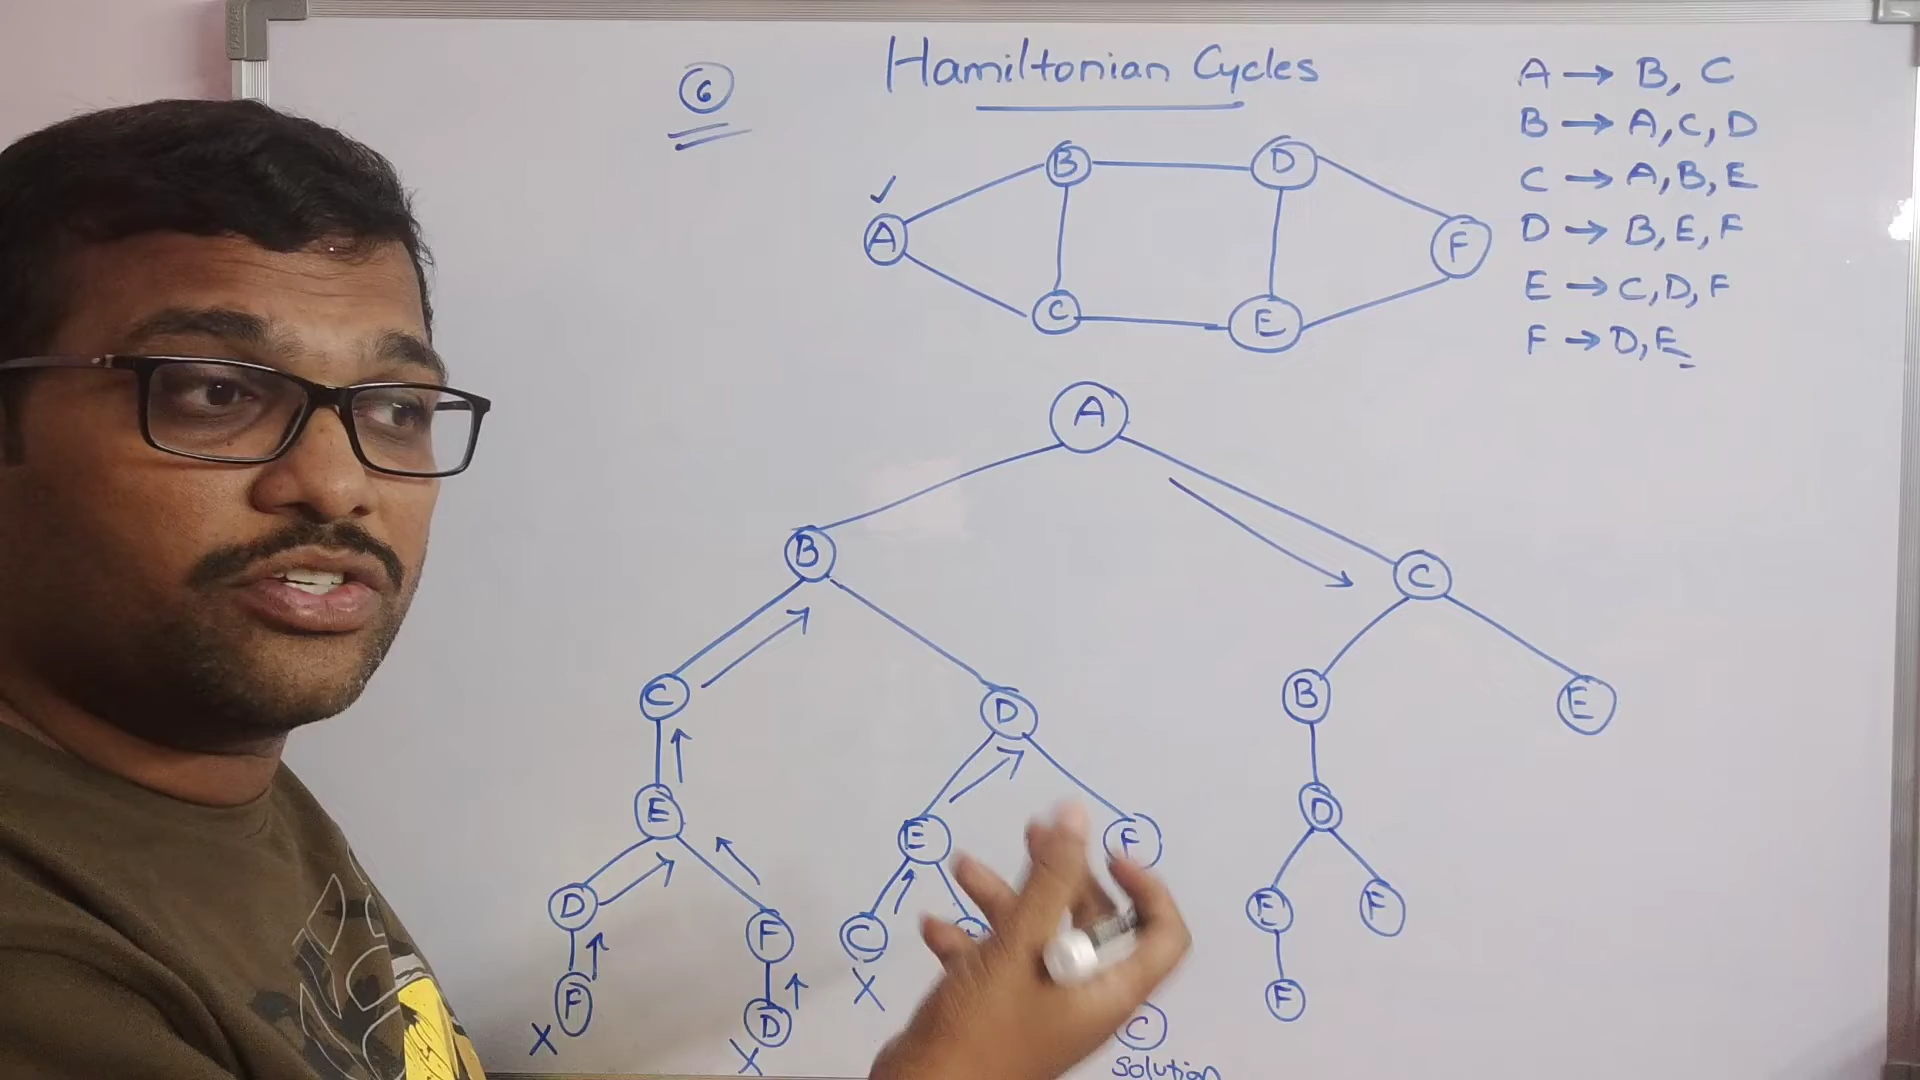 Hamiltonian Cycles
6
A → B, C
B → A, C, D
C → A, B, E
D → B, E, F
E → C, D, F
F → D, E
B D
A F
C E
A
B C
C D B E
E E F D
D F C E F
F D C F
X X X
Solution